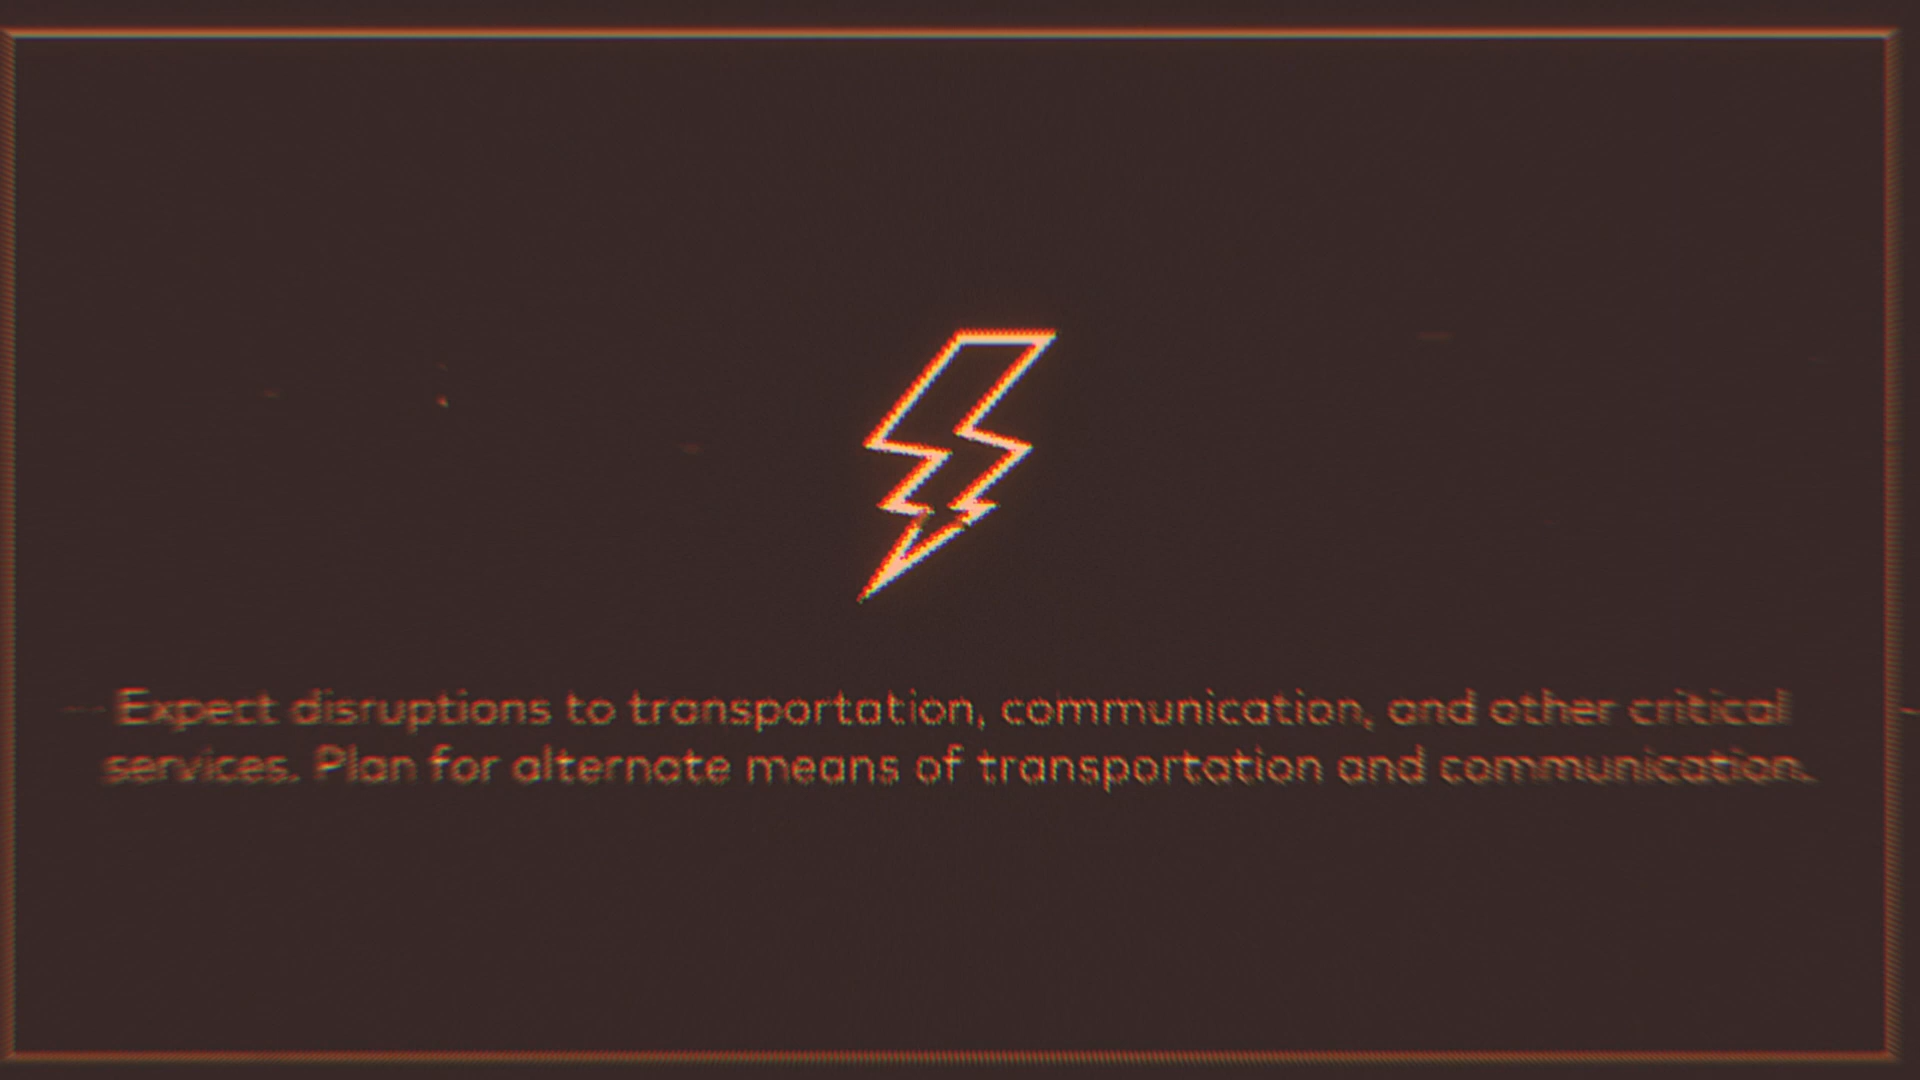 Expect disruptions to transportation, communication, and other critical
services. Plan for alternate means of transportation and communication.